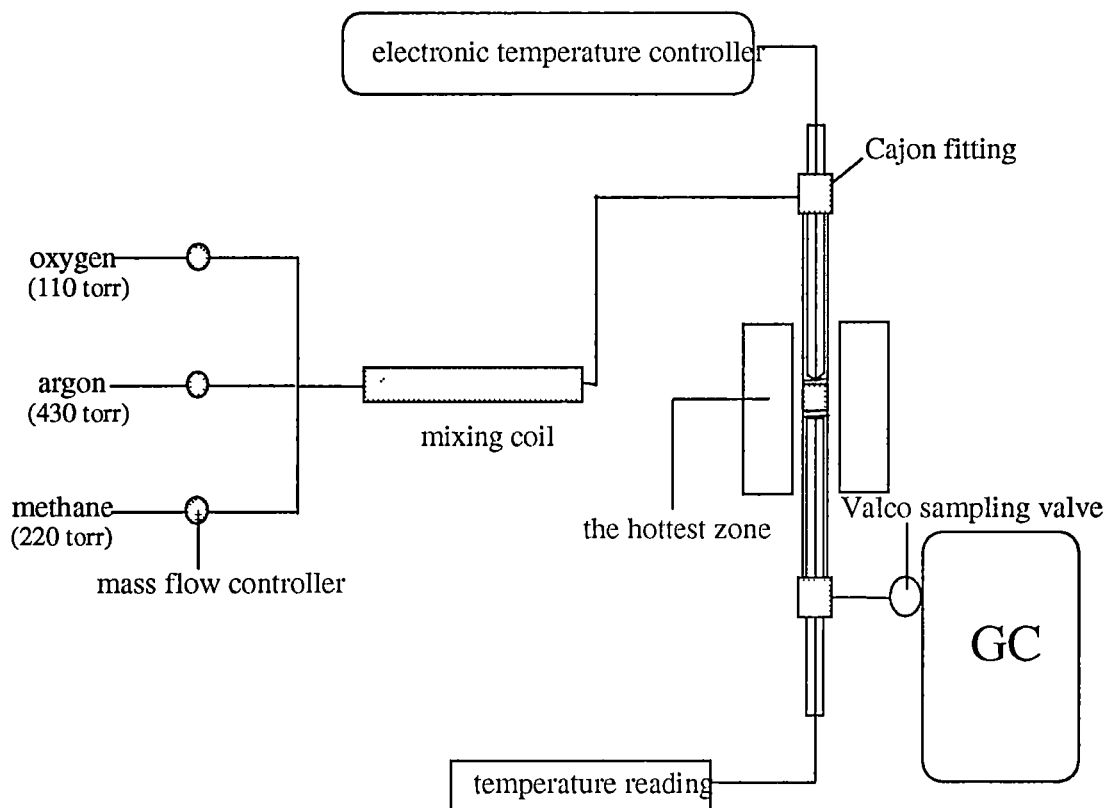 electronic temperature controller
Cajon fitting
oxygen
(110 torr)
argon
(430 torr)
mixing coil
methane
(220 torr)
mass flow controller
the hottest zone
Valco sampling valve
GC
temperature reading